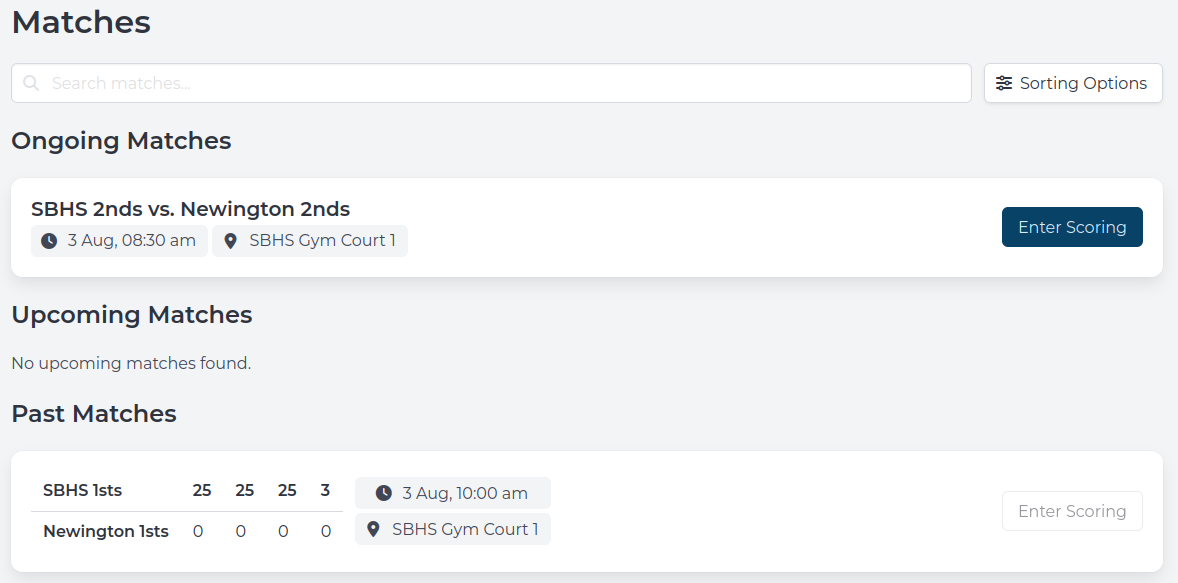 Matches
Search matches...
Sorting Options
Ongoing Matches
SBHS 2nds vs. Newington 2nds
3 Aug, 08:30 am
SBHS Gym Court 1
Enter Scoring
Upcoming Matches
No upcoming matches found.
Past Matches
SBHS 1sts 25 25 25 3
Newington 1sts 0 0 0 0
3 Aug, 10:00 am
SBHS Gym Court 1
Enter Scoring